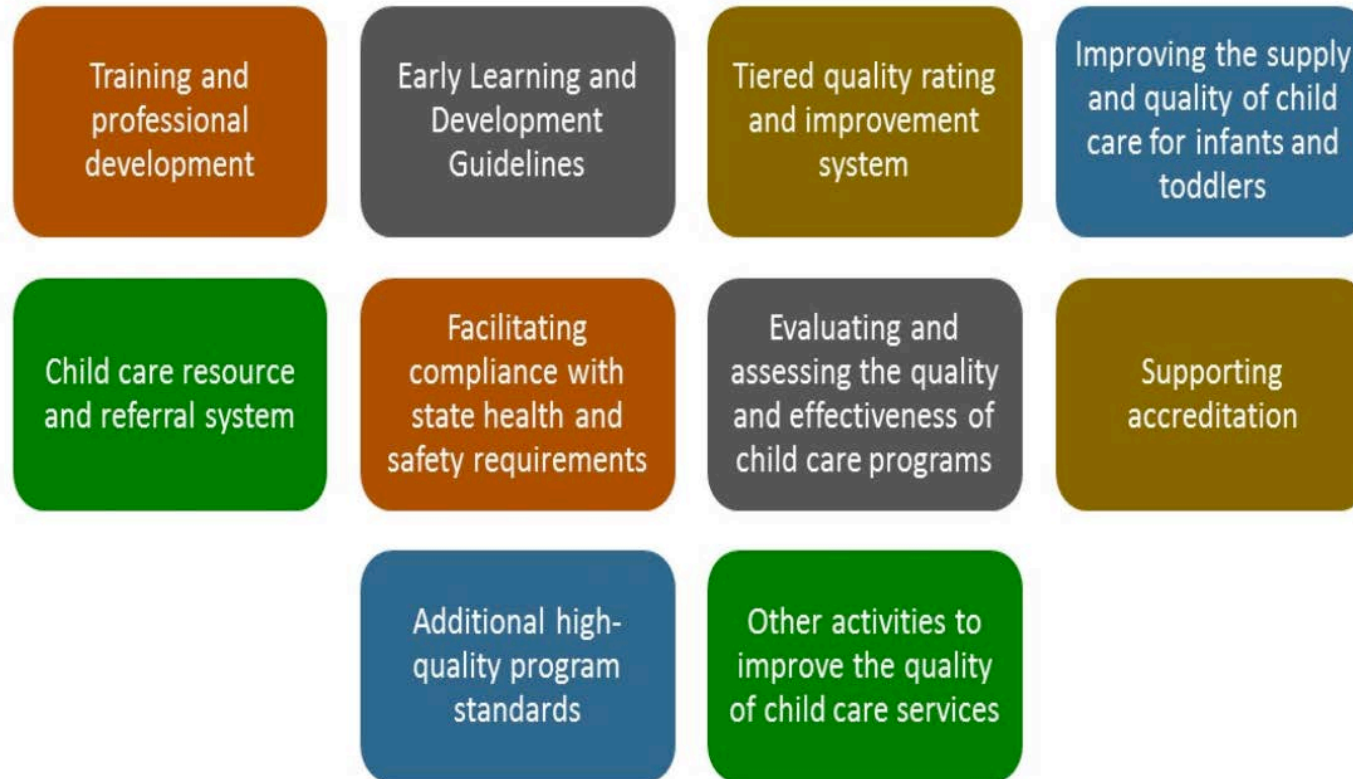 Training and
professional
development
Early Learning and
Development
Guidelines
Tiered quality rating
and improvement
system
Improving the supply
and quality of child
care for infants and
toddlers
Child care resource
and referral system
Facilitating
compliance with
state health and
safety requirements
Evaluating and
assessing the quality
and effectiveness of
child care programs
Supporting
accreditation
Additional high-
quality program
standards
Other activities to
improve the quality
of child care services